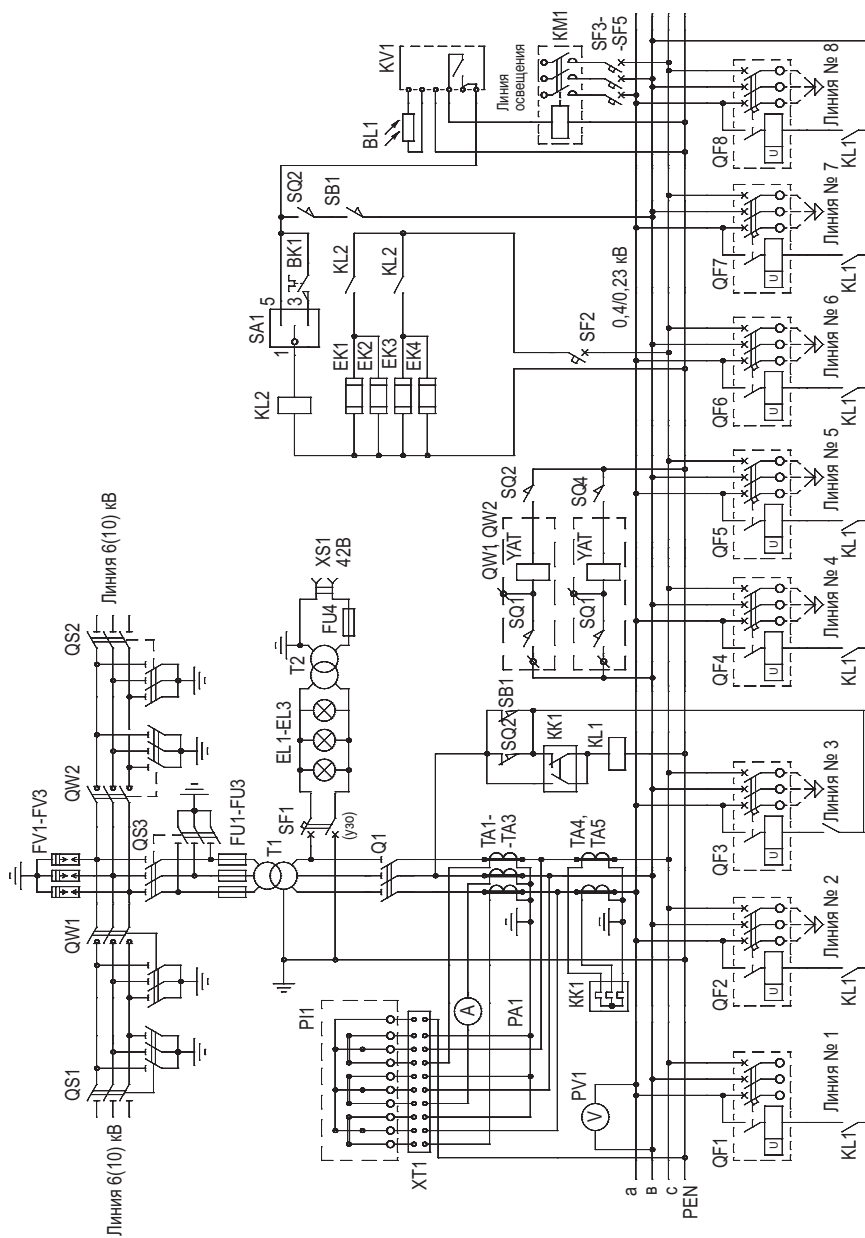 Линия 6(10) кВ
QS1
QW1
FV1-FV3
QW2
QS2
Линия 6(10) кВ
QS3
FU1-FU3
T1
SF1
(узо)
EL1-EL3
T2
FU4
XS1
42В
Q1
PI1
XT1
A
PA1
TA1-
-TA3
TA4,
TA5
KK1
PV1
V
SQ2
SB1
KK1
KL1
QW1, QW2
SQ1
YAT
SQ2
SQ1
YAT
SQ4
KL2
SA1
1
5
3
BK1
SQ2
SB1
EK1
EK2
EK3
EK4
KL2
KL2
SF2
BL1
KV1
Линия
освещения
KM1
SF3-
-SF5
0,4/0,23 кВ
а
в
с
PEN
QF1
U
KL1
Линия № 1
QF2
U
KL1
Линия № 2
QF3
U
Линия № 3
QF4
U
KL1
Линия № 4
QF5
U
KL1
Линия № 5
QF6
U
KL1
Линия № 6
QF7
U
KL1
Линия № 7
QF8
U
KL1
Линия № 8